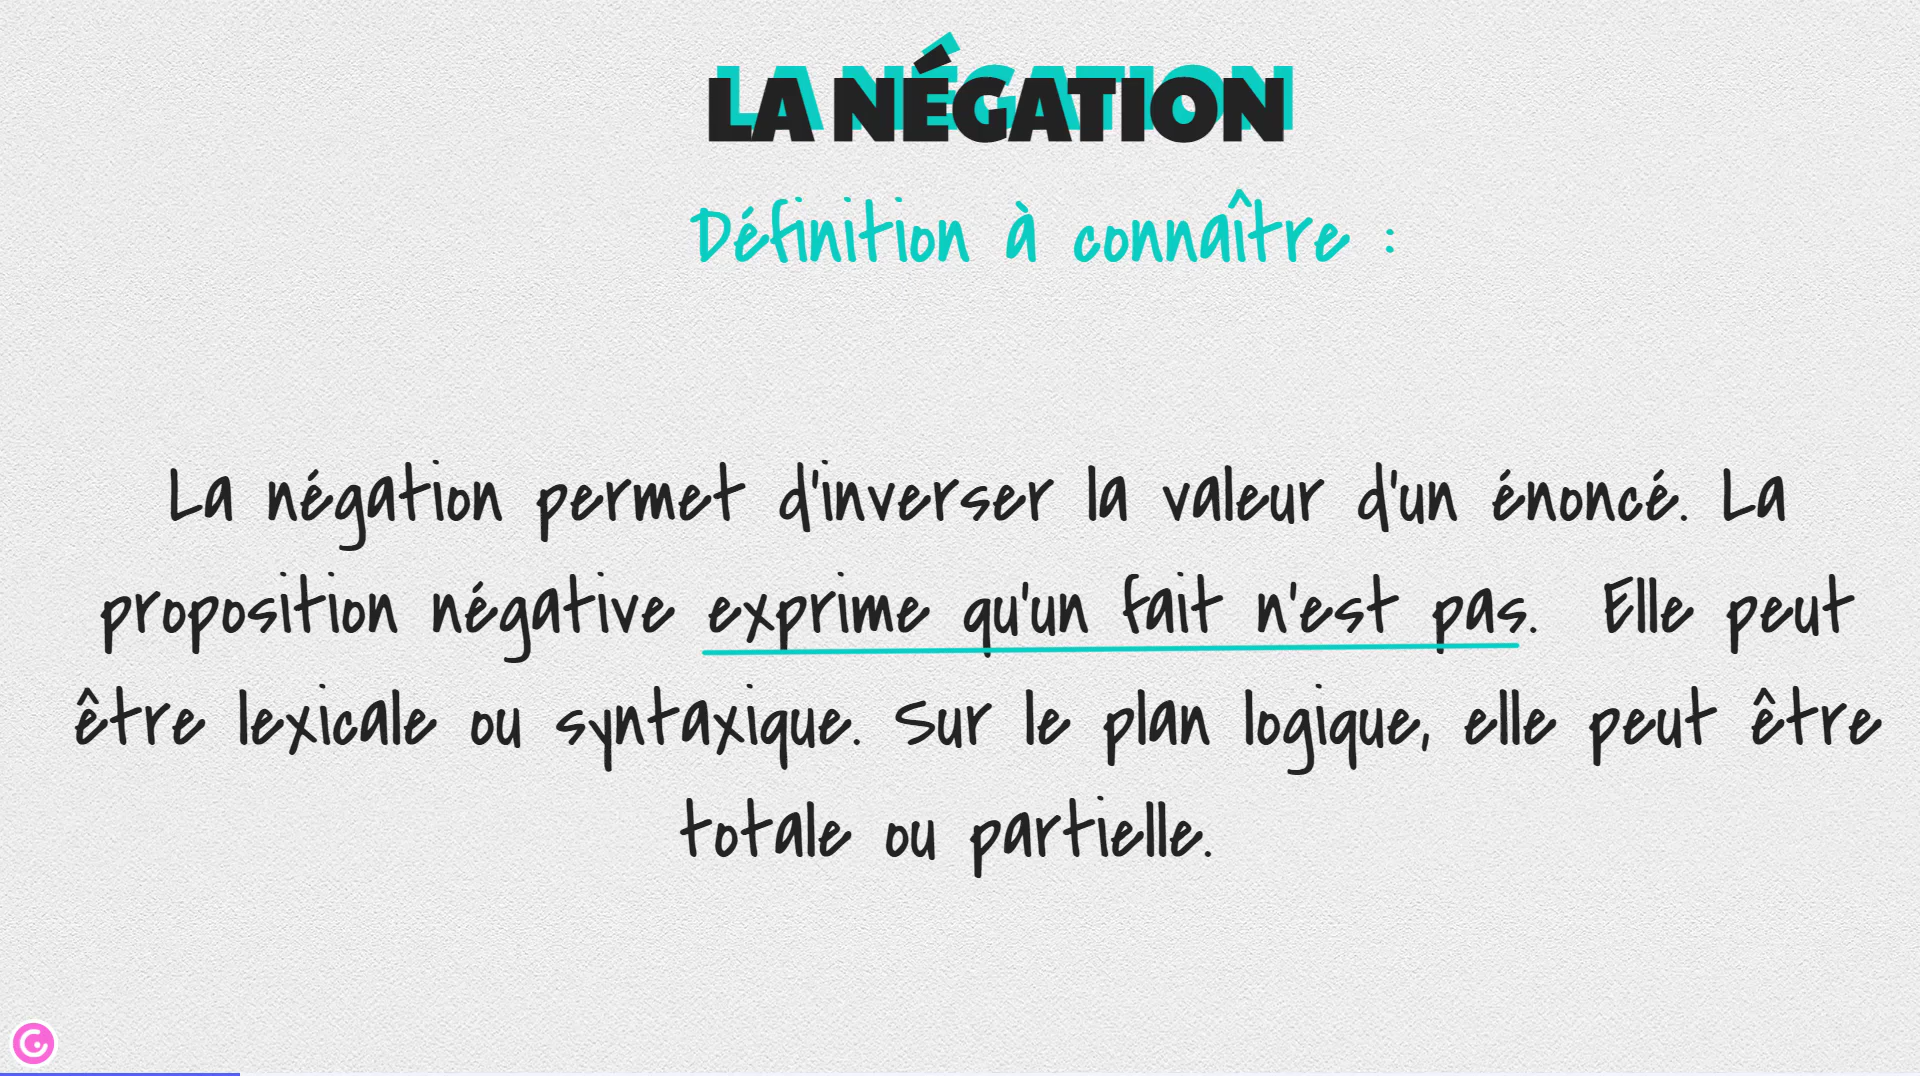 LA NÉGATION
Définition à connaître :
La négation permet d'inverser la valeur d'un énoncé. La
proposition négative exprime qu'un fait n'est pas. Elle peut
être lexicale ou syntaxique. Sur le plan logique, elle peut être
totale ou partielle.